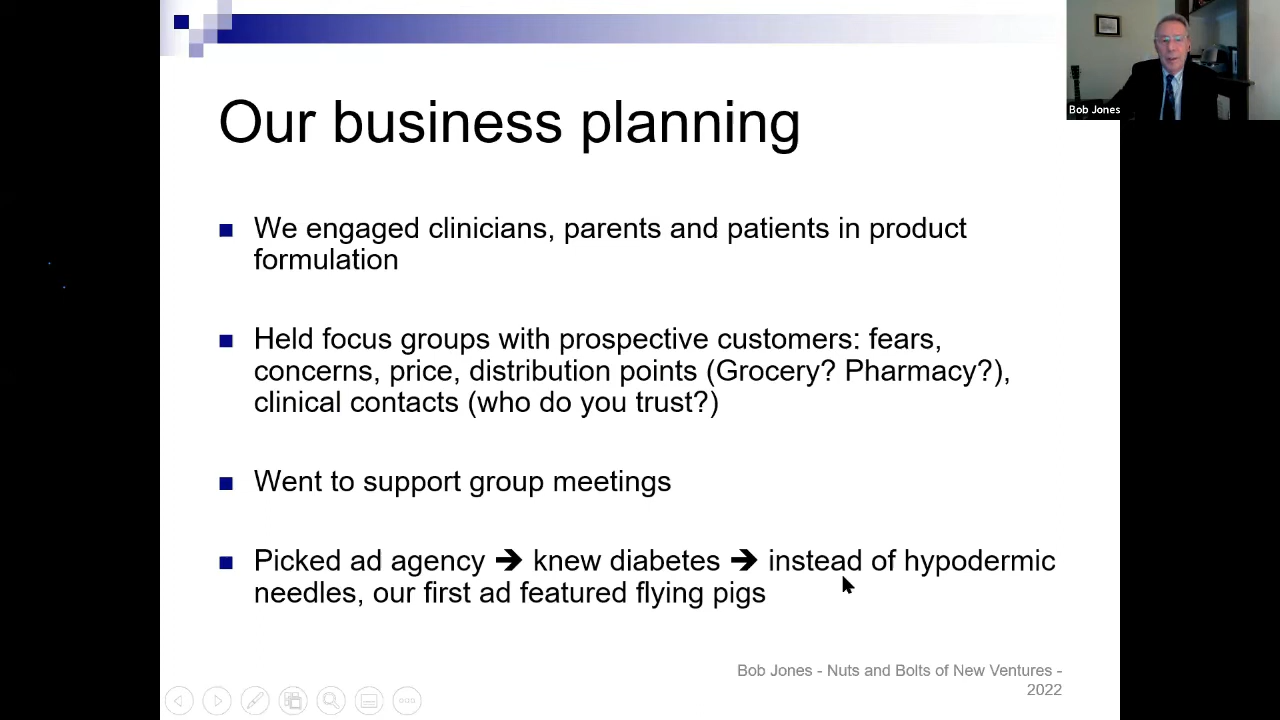 Bob Jones
Our business planning
We engaged clinicians, parents and patients in product
formulation
Held focus groups with prospective customers: fears,
concerns, price, distribution points (Grocery? Pharmacy?),
clinical contacts (who do you trust?)
Went to support group meetings
Picked ad agency ➔ knew diabetes ➔ instead of hypodermic
needles, our first ad featured flying pigs
Bob Jones - Nuts and Bolts of New Ventures -
2022